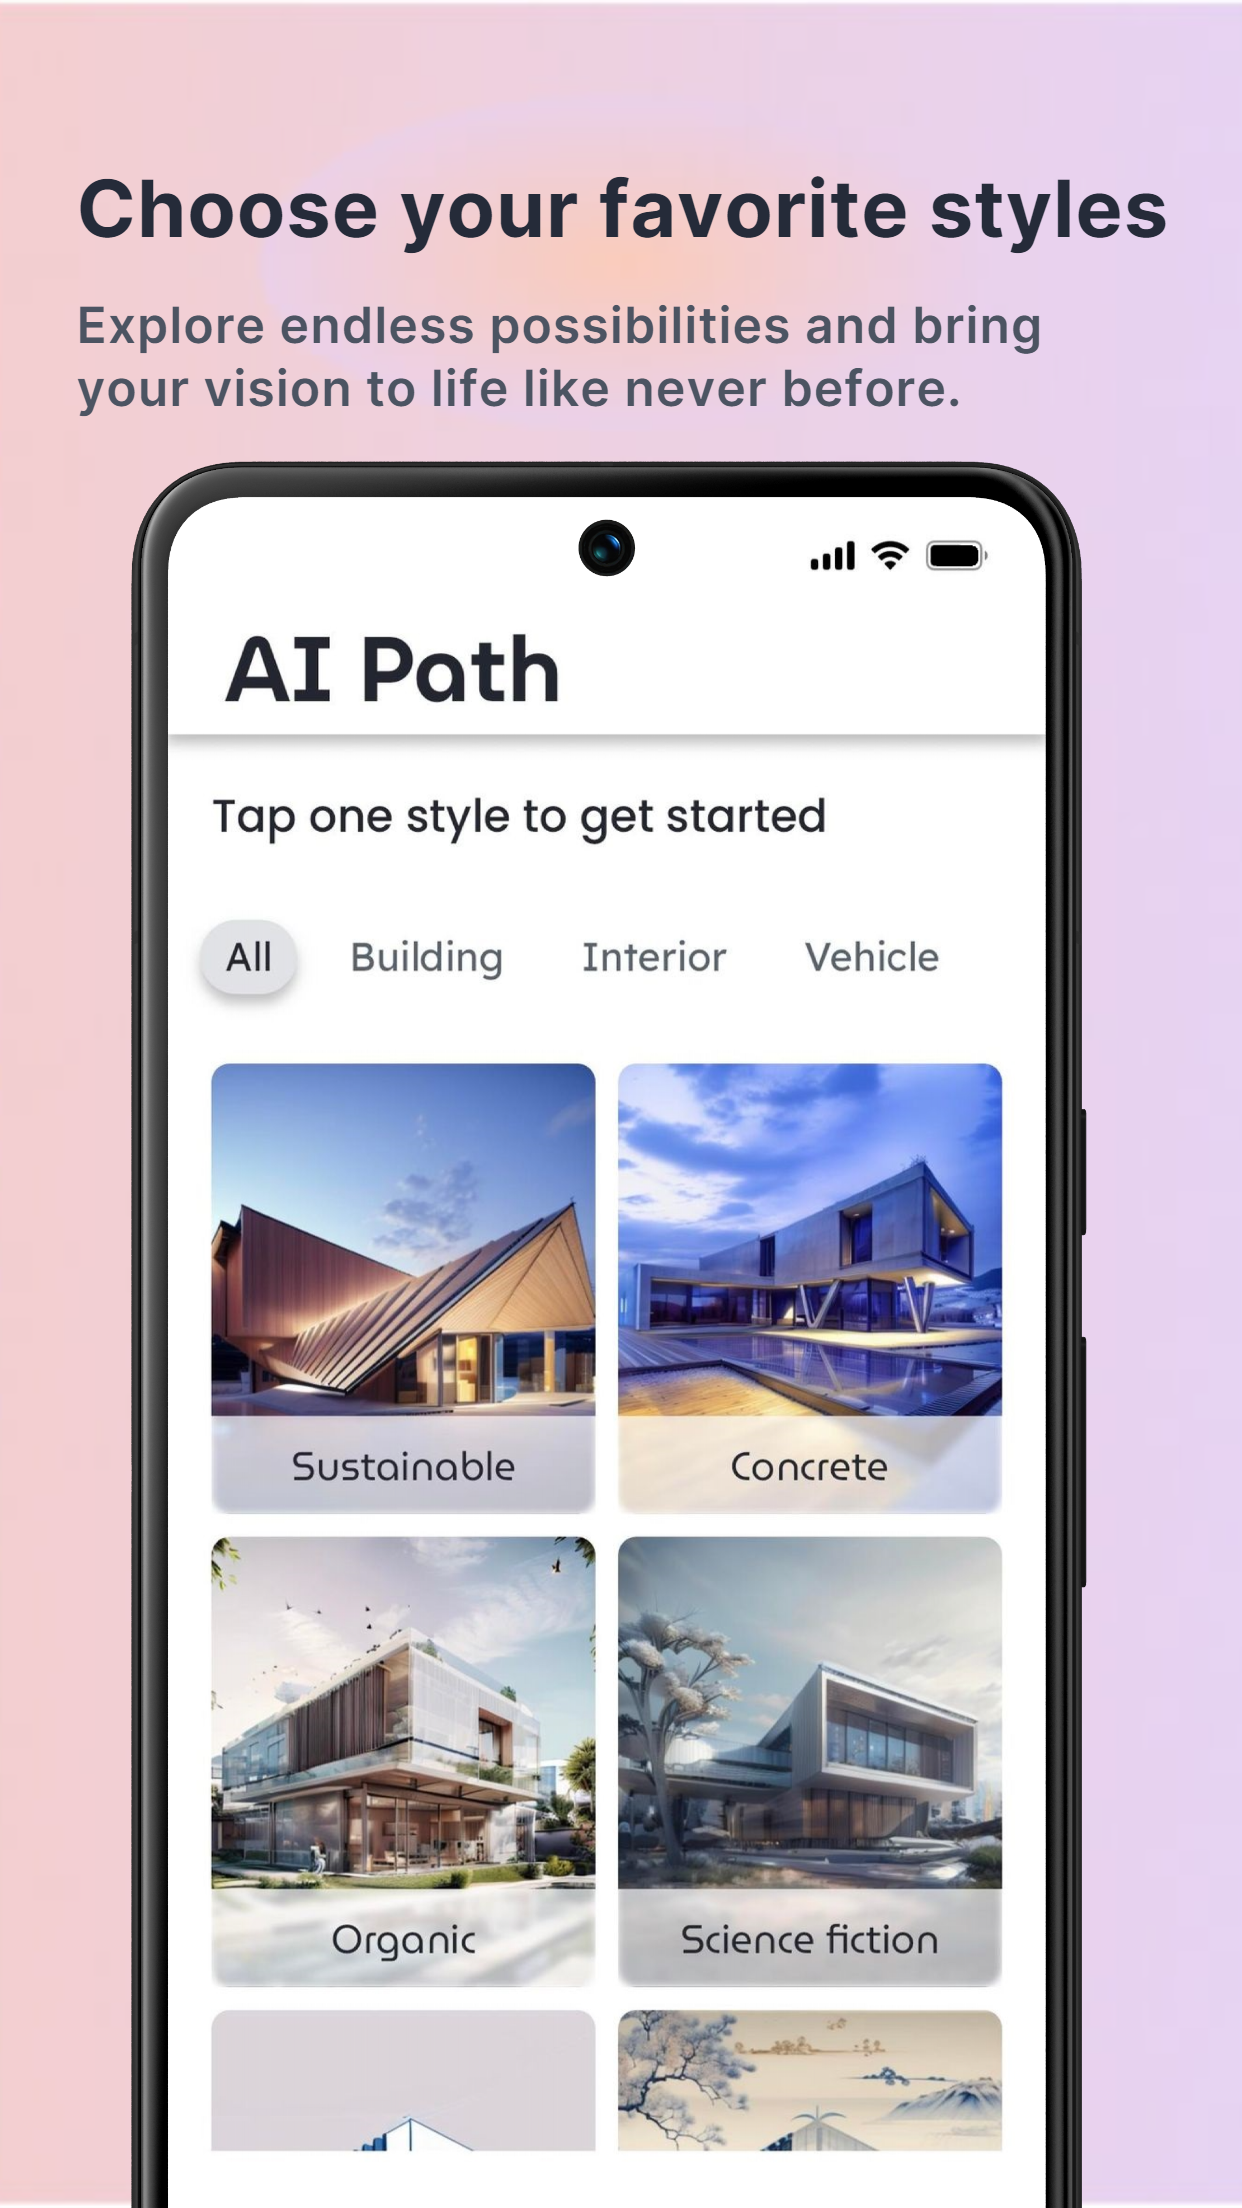 Choose your favorite styles
Explore endless possibilities and bring
your vision to life like never before.
AI Path
Tap one style to get started
All Building Interior Vehicle
Sustainable
Concrete
Organic
Science fiction